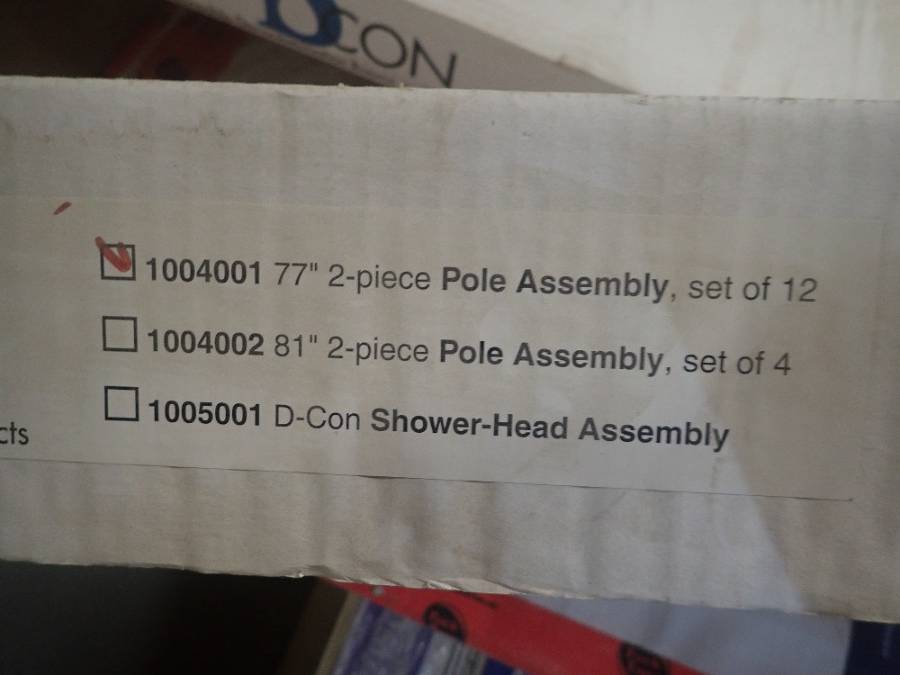 DCON
1004001 77" 2-piece Pole Assembly, set of 12
1004002 81" 2-piece Pole Assembly, set of 4
1005001 D-Con Shower-Head Assembly
cts